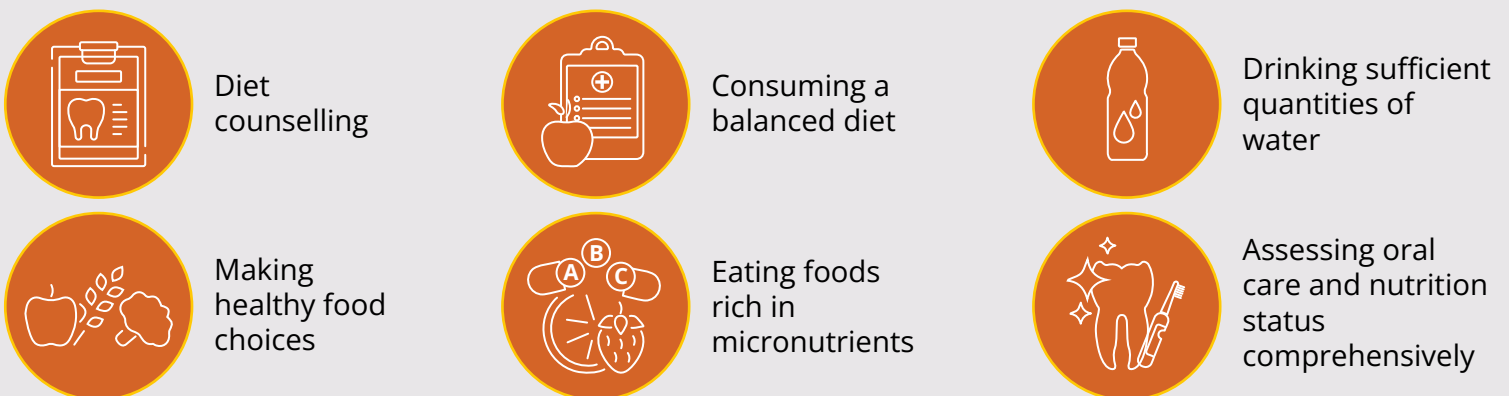 Diet
counselling
Consuming a
balanced diet
Drinking sufficient
quantities of
water
Making
healthy food
choices
A
B
C
Eating foods
rich in
micronutrients
Assessing oral
care and nutrition
status
comprehensively